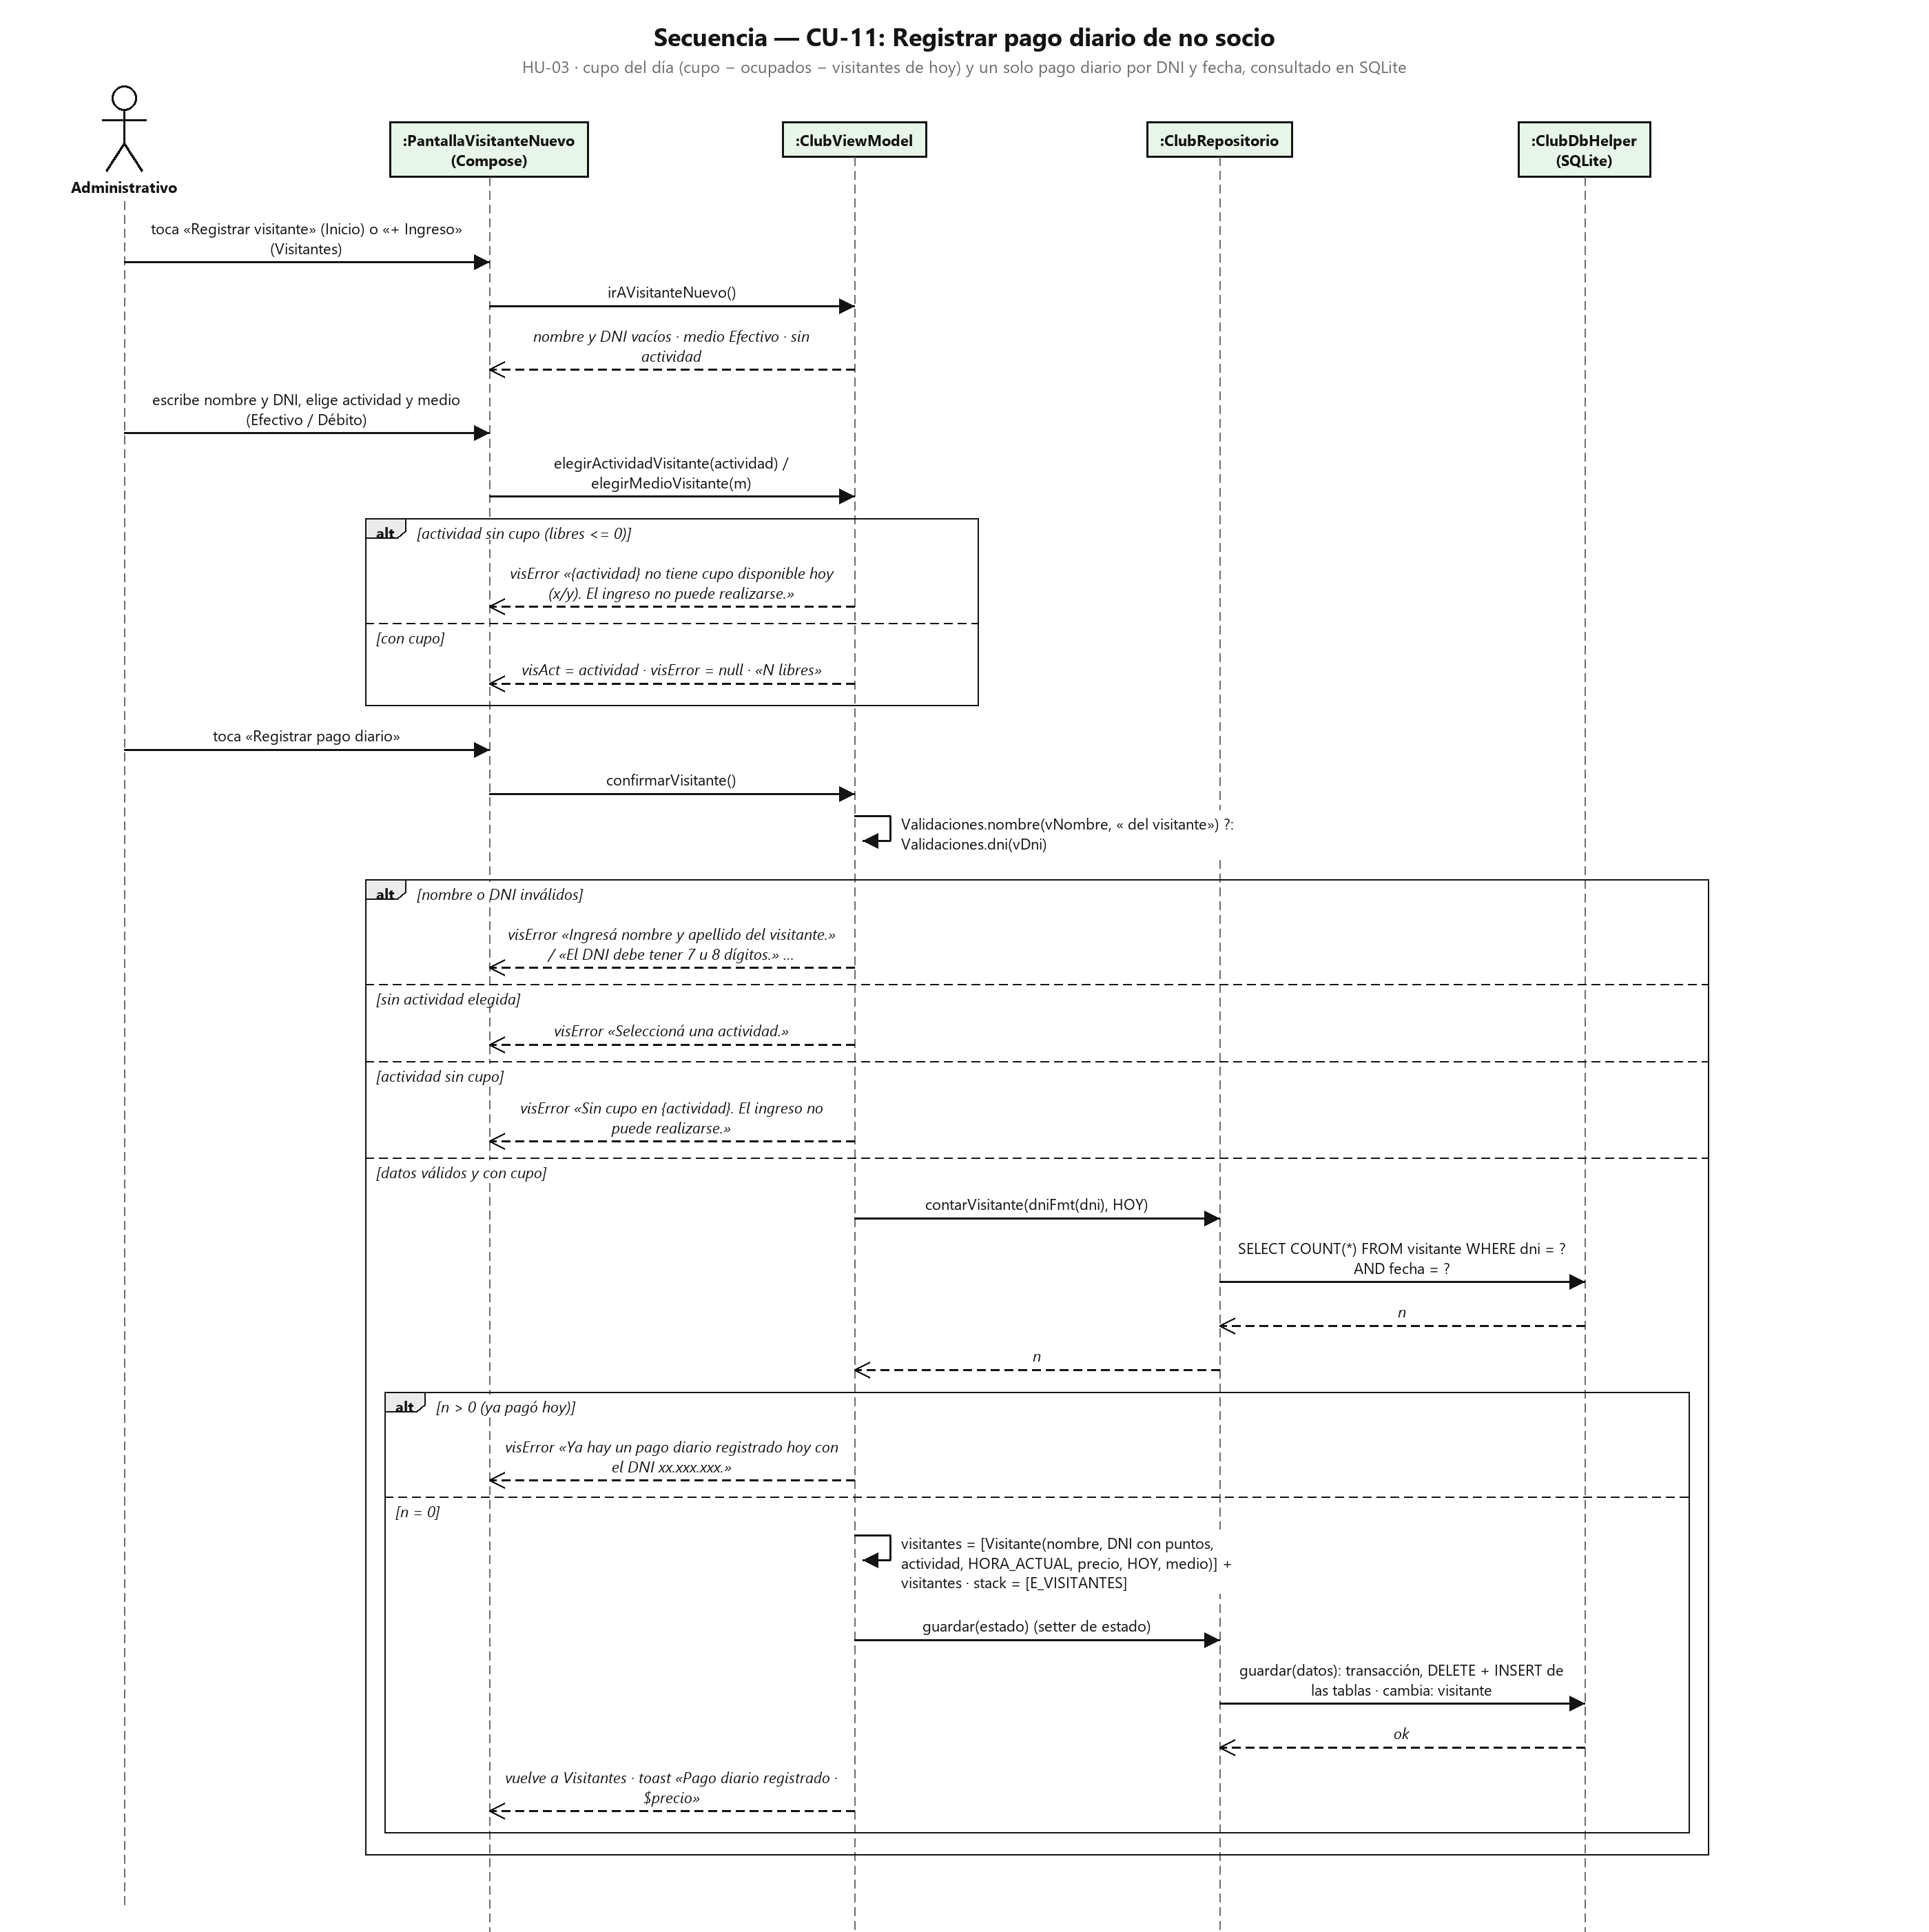 Secuencia — CU-11: Registrar pago diario de no socio
HU-03 · cupo del día (cupo − ocupados − visitantes de hoy) y un solo pago diario por DNI y fecha, consultado en SQLite
Administrativo
:PantallaVisitanteNuevo
(Compose)
:ClubViewModel
:ClubRepositorio
:ClubDbHelper
(SQLite)
toca «Registrar visitante» (Inicio) o «+ Ingreso»
(Visitantes)
irAVisitanteNuevo()
nombre y DNI vacíos · medio Efectivo · sin
actividad
escribe nombre y DNI, elige actividad y medio
(Efectivo / Débito)
elegirActividadVisitante(actividad) /
elegirMedioVisitante(m)
alt
[actividad sin cupo (libres <= 0)]
visError «{actividad} no tiene cupo disponible hoy
(x/y). El ingreso no puede realizarse.»
[con cupo]
visAct = actividad · visError = null · «N libres»
toca «Registrar pago diario»
confirmarVisitante()
Validaciones.nombre(vNombre, « del visitante») ?:
Validaciones.dni(vDni)
alt
[nombre o DNI inválidos]
visError «Ingresá nombre y apellido del visitante.»
/ «El DNI debe tener 7 u 8 dígitos.» ...
[sin actividad elegida]
visError «Seleccioná una actividad.»
[actividad sin cupo]
visError «Sin cupo en {actividad}. El ingreso no
puede realizarse.»
[datos válidos y con cupo]
contarVisitante(dniFmt(dni), HOY)
SELECT COUNT(*) FROM visitante WHERE dni = ?
AND fecha = ?
n
n
alt
[n > 0 (ya pagó hoy)]
visError «Ya hay un pago diario registrado hoy con
el DNI xx.xxx.xxx.»
[n = 0]
visitantes = [Visitante(nombre, DNI con puntos,
actividad, HORA_ACTUAL, precio, HOY, medio)] +
visitantes · stack = [E_VISITANTES]
guardar(estado) (setter de estado)
guardar(datos): transacción, DELETE + INSERT de
las tablas · cambia: visitante
ok
vuelve a Visitantes · toast «Pago diario registrado ·
$precio»